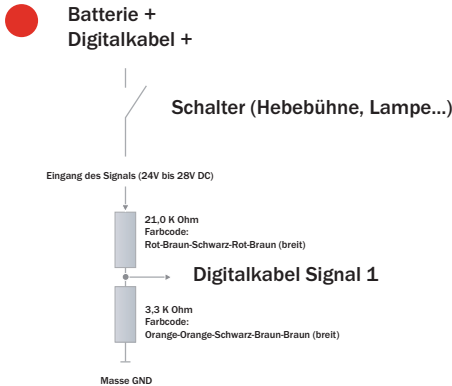 Batterie +
Digitalkabel +
Schalter (Hebebühne, Lampe...)
Eingang des Signals (24V bis 28V DC)
21,0 K Ohm
Farbcode:
Rot-Braun-Schwarz-Rot-Braun (breit)
Digitalkabel Signal 1
3,3 K Ohm
Farbcode:
Orange-Orange-Schwarz-Braun-Braun (breit)
Masse GND